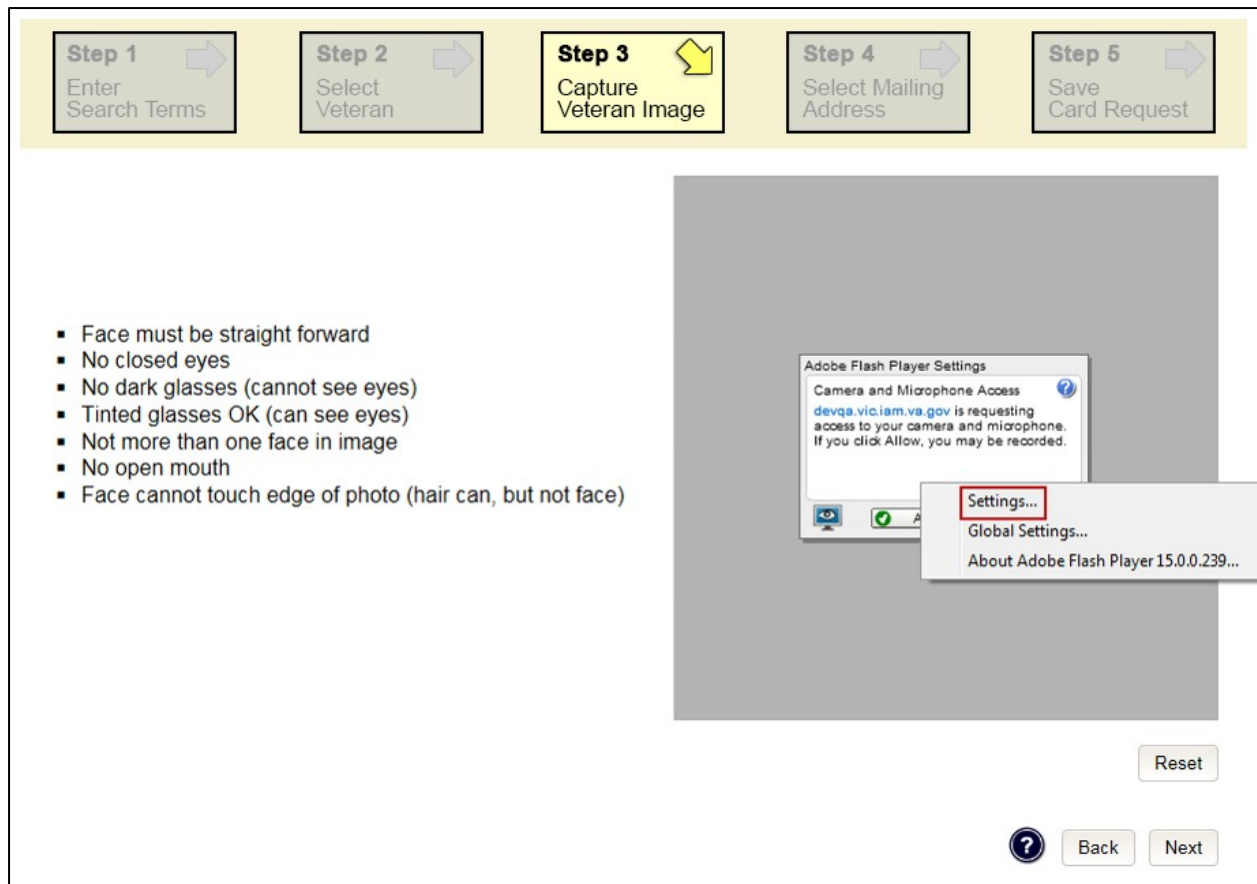 Step 1
Enter
Search Terms
Step 2
Select
Veteran
Step 3
Capture
Veteran Image
Step 4
Select Mailing
Address
Step 5
Save
Card Request
Face must be straight forward
No closed eyes
No dark glasses (cannot see eyes)
Tinted glasses OK (can see eyes)
Not more than one face in image
No open mouth
Face cannot touch edge of photo (hair can, but not face)
Adobe Flash Player Settings
Camera and Microphone Access
?
devqa.vic.iam.va.gov is requesting
access to your camera and microphone.
If you click Allow, you may be recorded.
Settings...
Global Settings...
About Adobe Flash Player 15.0.0.239...
Reset
?
Back
Next